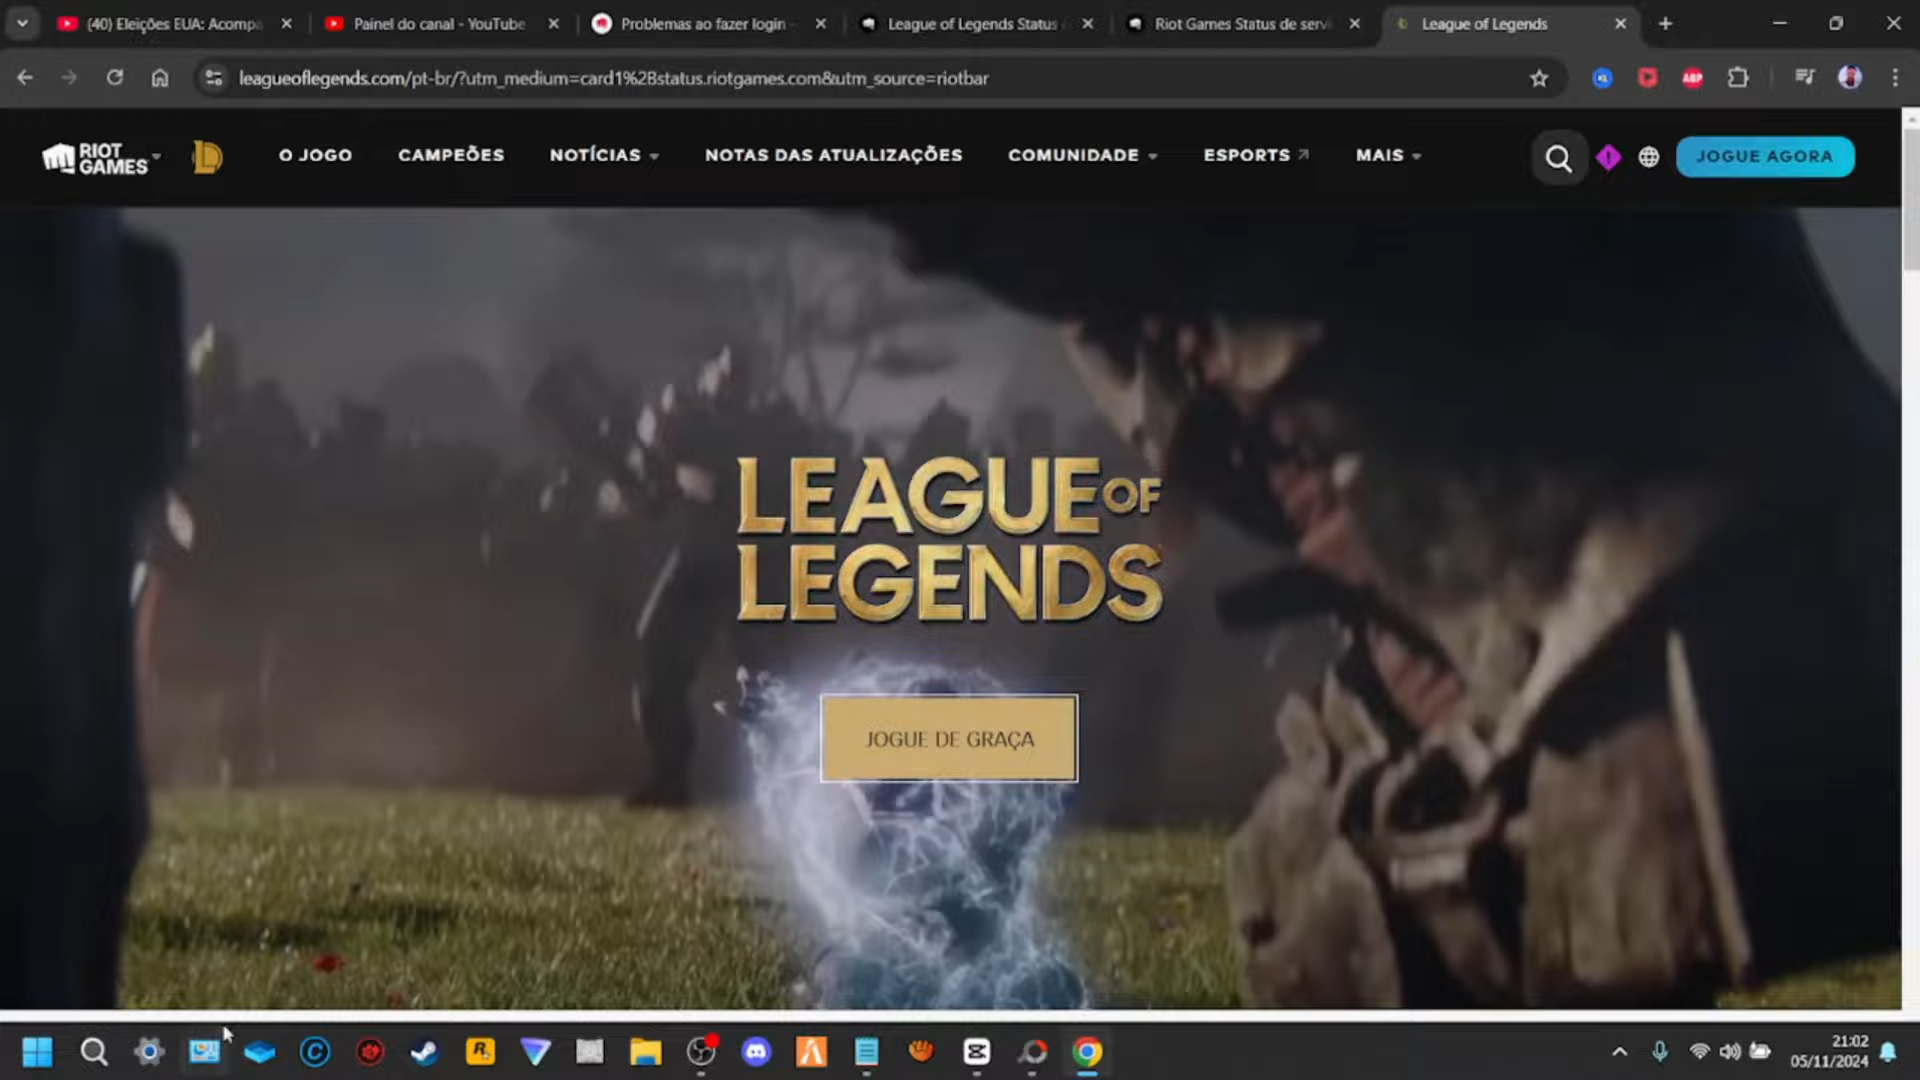 (40) Eleições EUA: Acompa
Painel do canal - YouTube
Problemas ao fazer login -
League of Legends Status
Riot Games Status de serv
League of Legends
leagueoflegends.com/pt-br/?utm_medium=card1%2Bstatus.riotgames.com&utm_source=riotbar
ABP
RIOT
GAMES
O JOGO
CAMPEÕES
NOTÍCIAS
NOTAS DAS ATUALIZAÇÕES
COMUNIDADE
ESPORTS
MAIS
JOGUE AGORA
LEAGUE OF
LEGENDS
JOGUE DE GRAÇA
21:02
05/11/2024